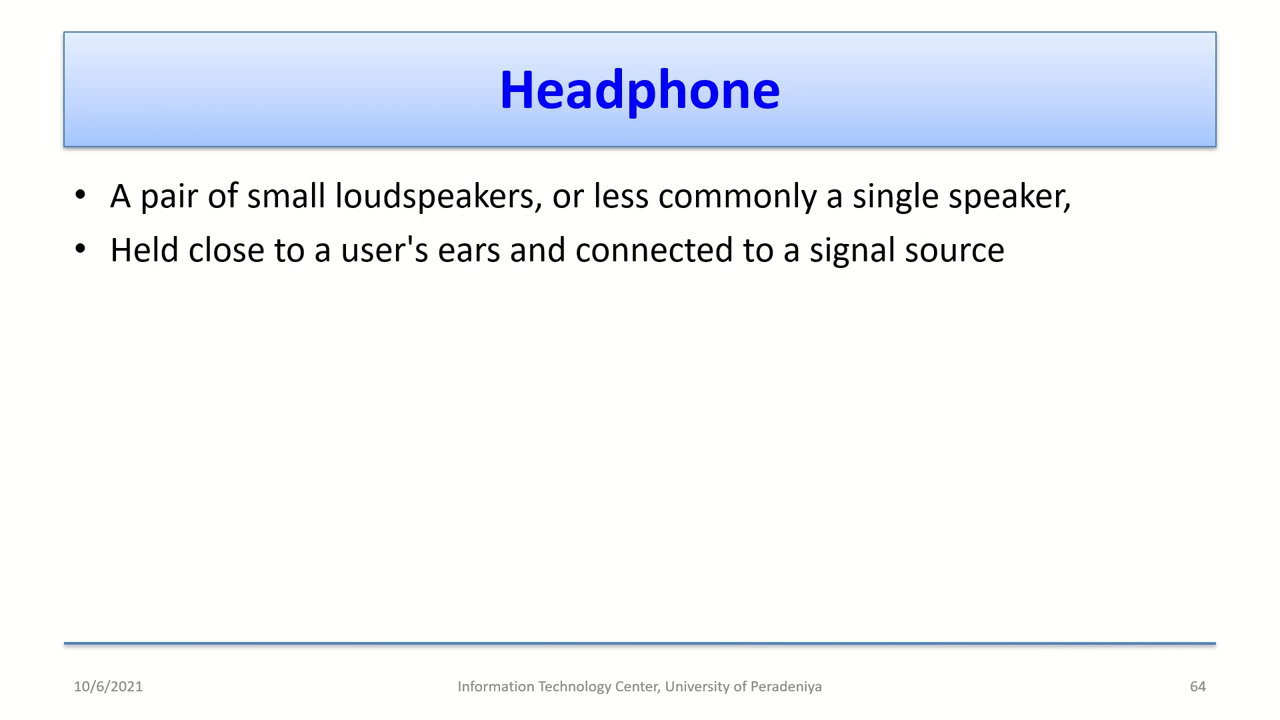 Headphone
• A pair of small loudspeakers, or less commonly a single speaker,
• Held close to a user's ears and connected to a signal source
10/6/2021
Information Technology Center, University of Peradeniya
64